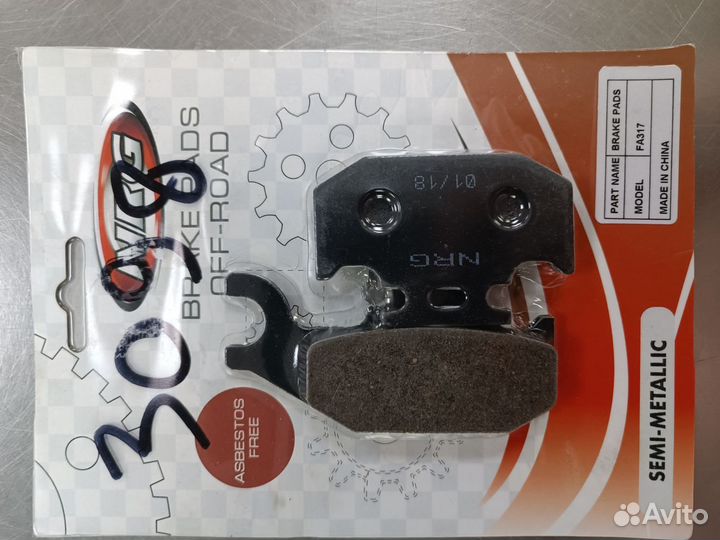 NRG
BRAKE PADS
OFF-ROAD
3098
ASBESTOS
FREE
01/18
NRG
PART NAME BRAKE PADS
MODEL FA317
MADE IN CHINA
SEMI-METALLIC
Avito